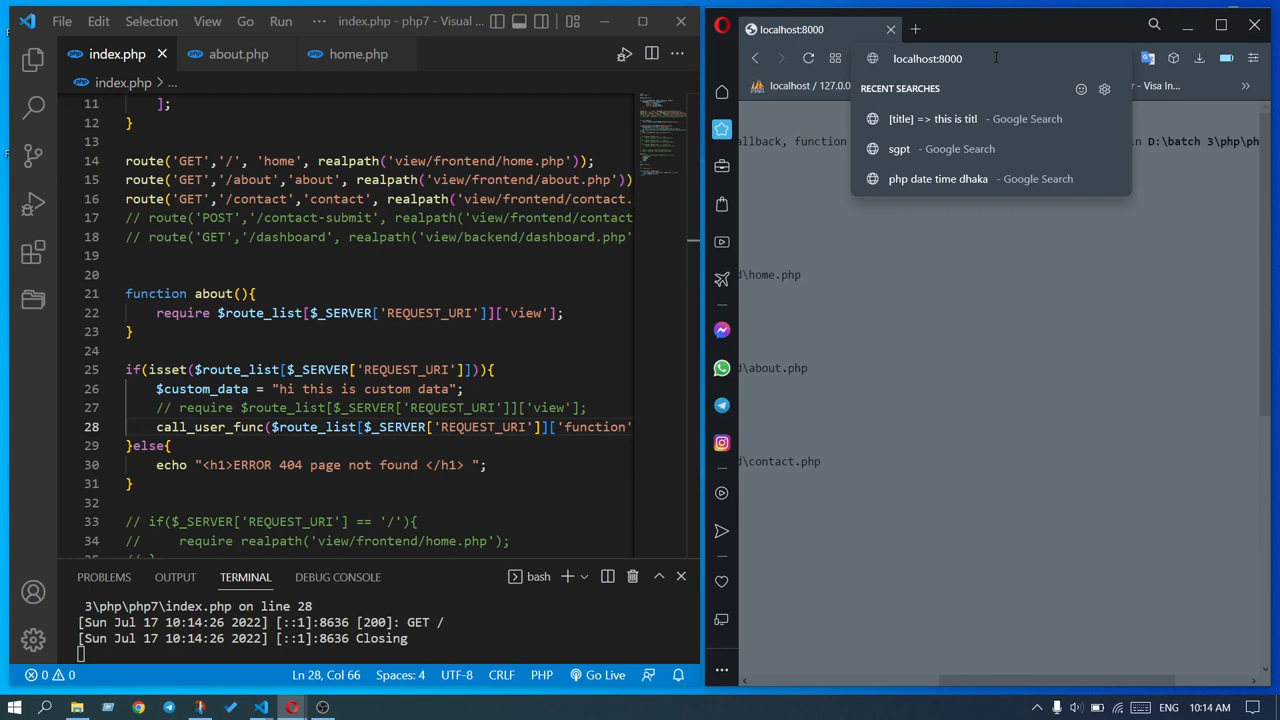 File Edit Selection View Go ··· index.php - php7 - Visual ...
php index.php
php about.php
php home.php
php index.php > ...
11 ];
12 }
13
14 route('GET','/', 'home', realpath('view/frontend/home.php'));
15 route('GET','/about','about', realpath('view/frontend/about.php'))
16 route('GET','/contact','contact', realpath('view/frontend/contact.
17 // route('POST','/contact-submit', realpath('view/frontend/contact
18 // route('GET','/dashboard', realpath('view/backend/dashboard.php'
19
20
21 function about(){
22 require $route_list[$_SERVER['REQUEST_URI']]['view'];
23 }
24
25 if(isset($route_list[$_SERVER['REQUEST_URI']])){
26 $custom_data = "hi this is custom data";
27 // require $route_list[$_SERVER['REQUEST_URI']]['view'];
28 call_user_func($route_list[$_SERVER['REQUEST_URI']]['function'
29 }else{
30 echo "<h1>ERROR 404 page not found </h1> ";
31 }
32
33 // if($_SERVER['REQUEST_URI'] == '/'){
34 // require realpath('view/frontend/home.php');
PROBLEMS OUTPUT TERMINAL DEBUG CONSOLE bash
3\php\php7\index.php on line 28
[Sun Jul 17 10:14:26 2022] [::1]:8636 [200]: GET /
[Sun Jul 17 10:14:26 2022] [::1]:8636 Closing
0 0 Ln 28, Col 66 Spaces: 4 UTF-8 CRLF PHP Go Live
localhost:8000
localhost:8000
localhost / 127.0.0
r - Visa In...
RECENT SEARCHES
[title] => this is titl - Google Search
sgpt - Google Search
php date time dhaka - Google Search
allback, function
in D:\batch 3\php\ph
d\home.php
d\about.php
d\contact.php
ENG 10:14 AM